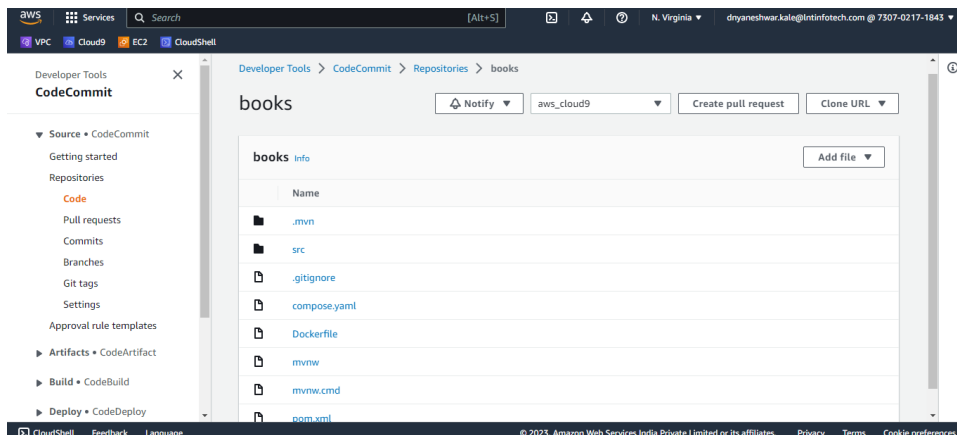 aws Services Search [Alt+S] N. Virginia ▼ dnyaneshwar.kale@lntinfotech.com @ 7307-0217-1843 ▼
VPC Cloud9 EC2 CloudShell
Developer Tools
CodeCommit
Source • CodeCommit
Getting started
Repositories
Code
Pull requests
Commits
Branches
Git tags
Settings
Approval rule templates
Artifacts • CodeArtifact
Build • CodeBuild
Deploy • CodeDeploy
Developer Tools > CodeCommit > Repositories > books
books Notify ▼ aws_cloud9 ▼ Create pull request Clone URL ▼
books Info Add file ▼
Name
.mvn
src
.gitignore
compose.yaml
Dockerfile
mvnw
mvnw.cmd
pom.xml
CloudShell Feedback Language © 2023, Amazon Web Services India Private Limited or its affiliates. Privacy Terms Cookie preferences